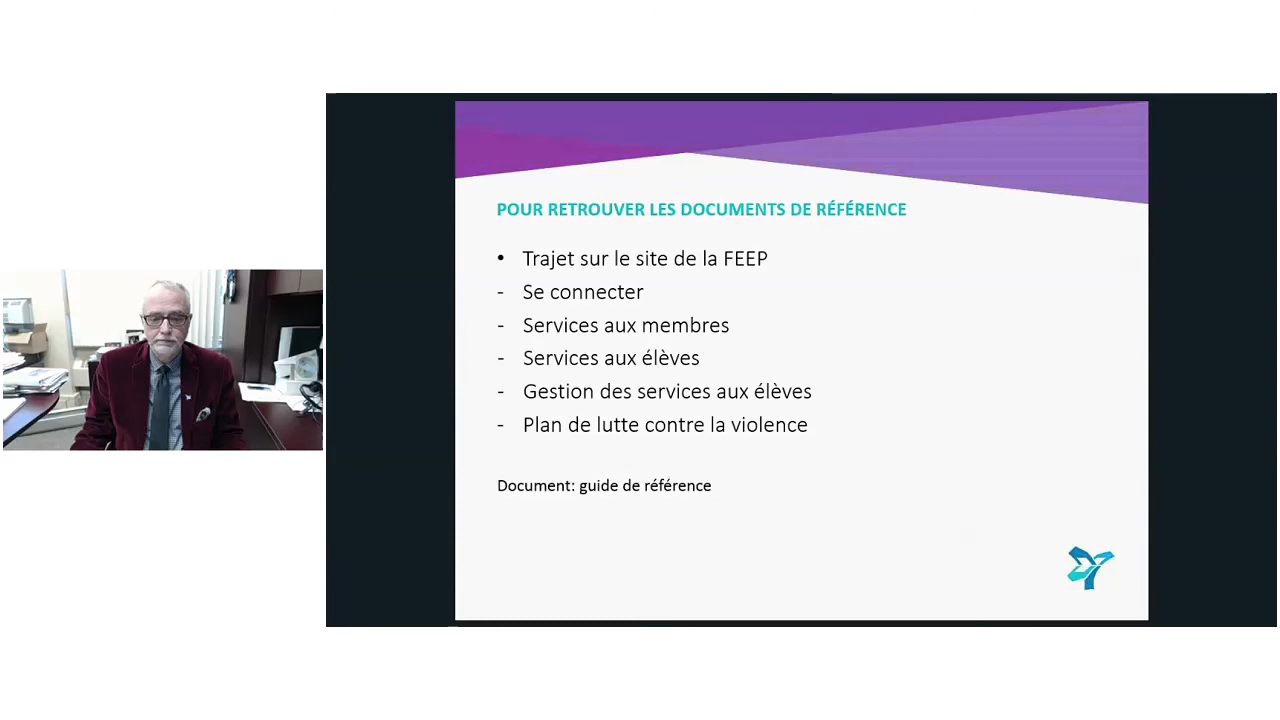 POUR RETROUVER LES DOCUMENTS DE RÉFÉRENCE
• Trajet sur le site de la FEEP
- Se connecter
- Services aux membres
- Services aux élèves
- Gestion des services aux élèves
- Plan de lutte contre la violence
Document: guide de référence